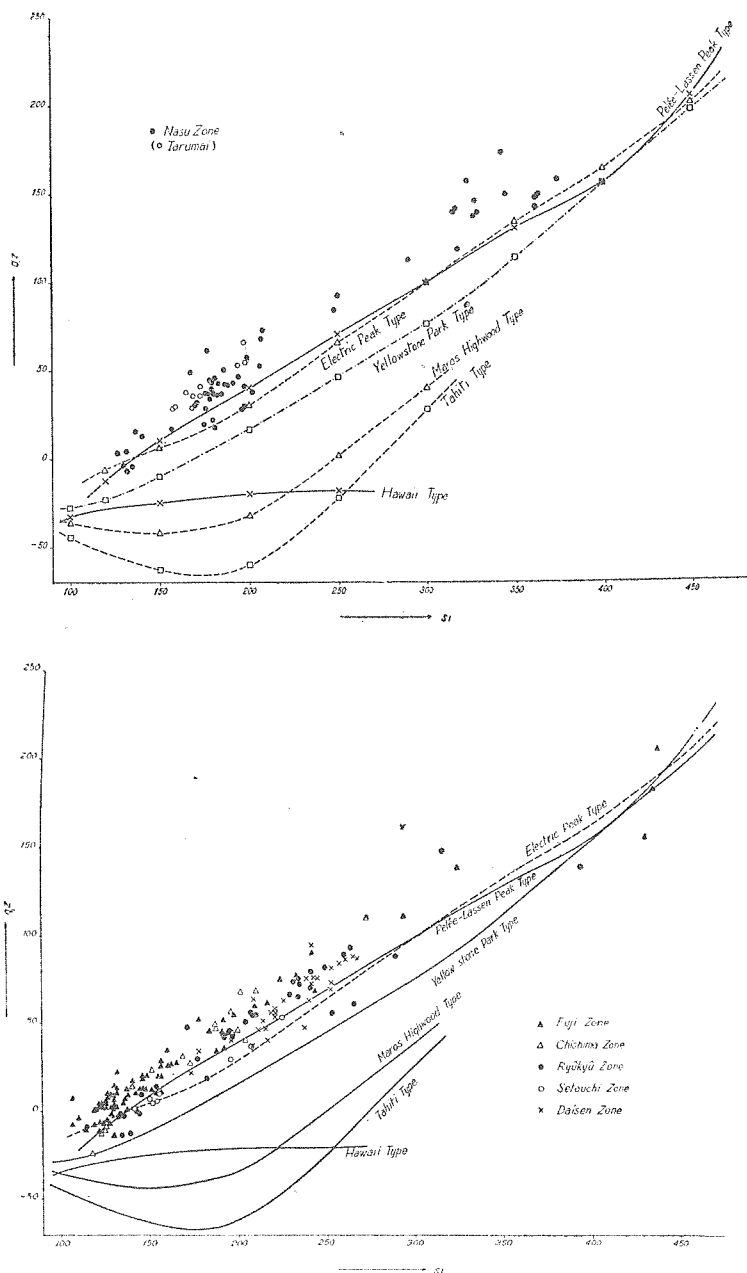 250
200
150
100
50
0
-50
Nasu Zone
(Tarumai)
Pelée-Lassen Peak Type
Electric Peak Type
Yellowstone Park Type
Maros Highwood Type
Tahiti Type
Hawaii Type
100 150 200 250 300 350 400 450
si
250
200
150
100
50
0
-50
qz
Electric Peak Type
Pelée-Lassen Peak Type
Yellow stone Park Type
Maros Highwood Type
Tahiti Type
Hawaii Type
Fuji Zone
Chishima Zone
Ryûkyû Zone
Setouchi Zone
Daisen Zone
100 150 200 250 300 350 400 450
si